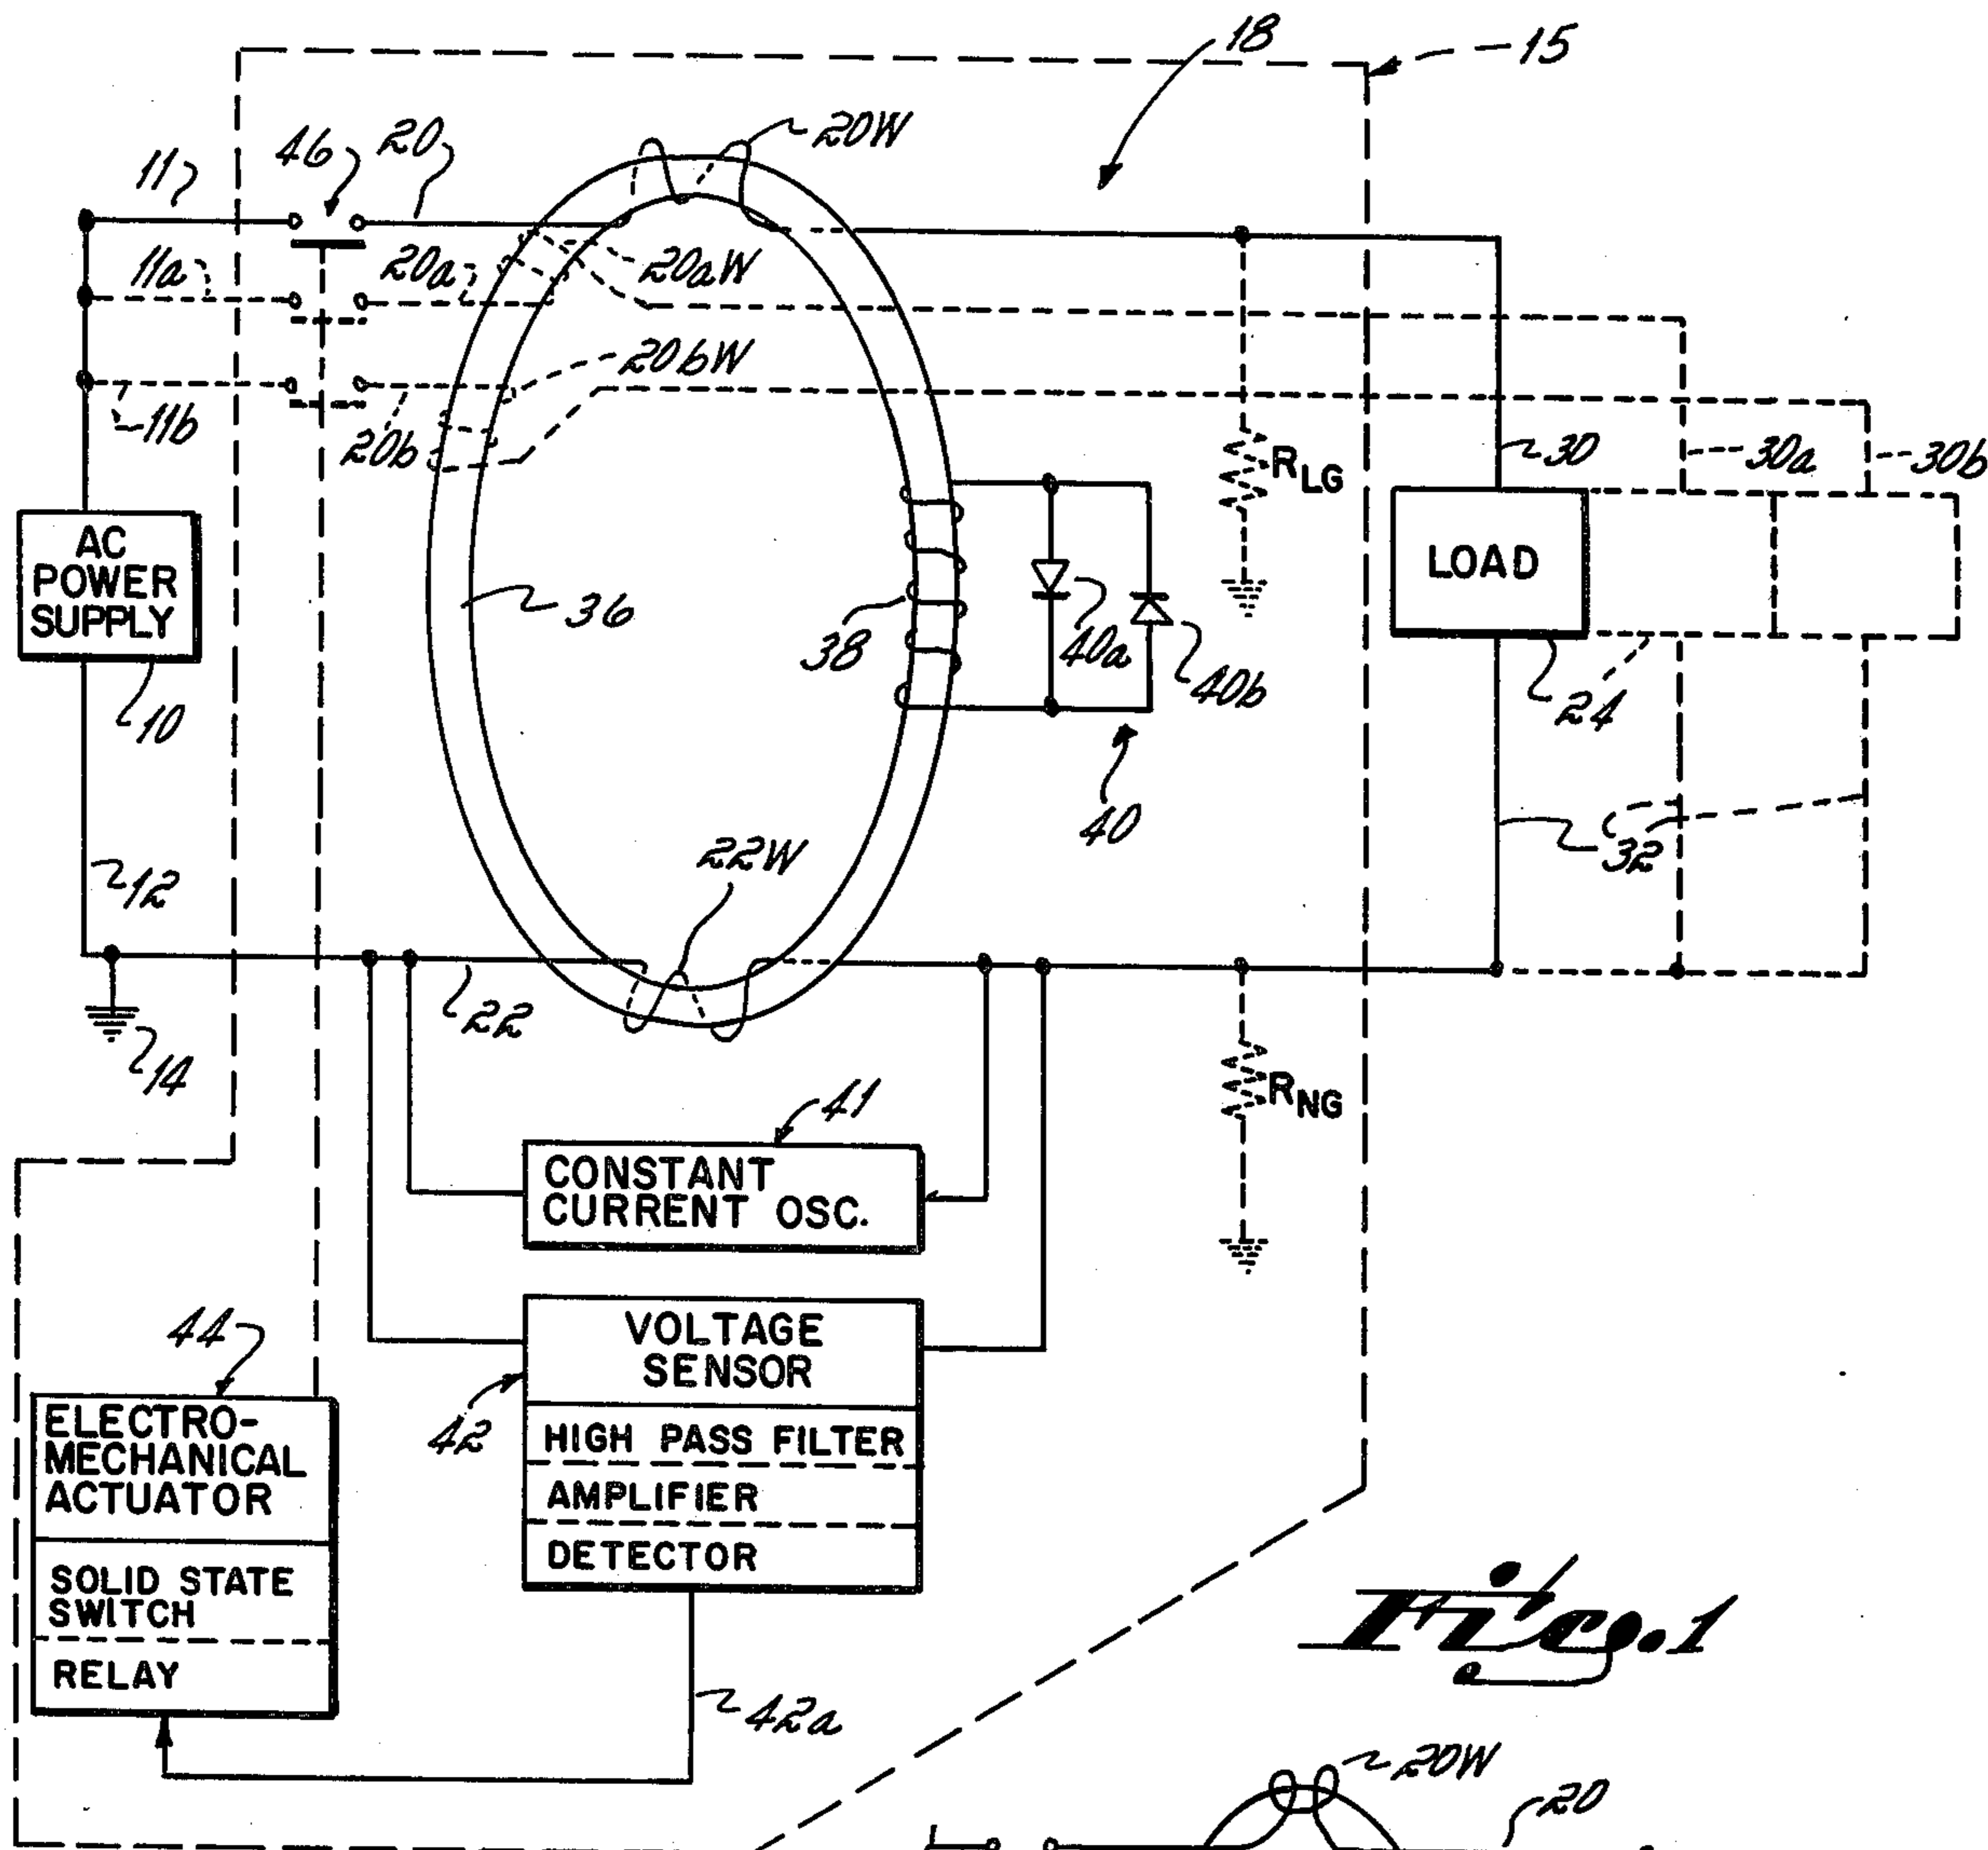 18
15
46
20
20W
11
11a
20a
20aW
20bW
11b
20b
RLG
30
30a
30b
AC
POWER
SUPPLY
LOAD
36
38
40a
40b
24
10
40
32
22W
12
22
14
RNG
41
CONSTANT
CURRENT OSC.
44
VOLTAGE
SENSOR
42
ELECTRO-
MECHANICAL
ACTUATOR
HIGH PASS FILTER
AMPLIFIER
DETECTOR
SOLID STATE
SWITCH
RELAY
42a
Fig.1
20W
20